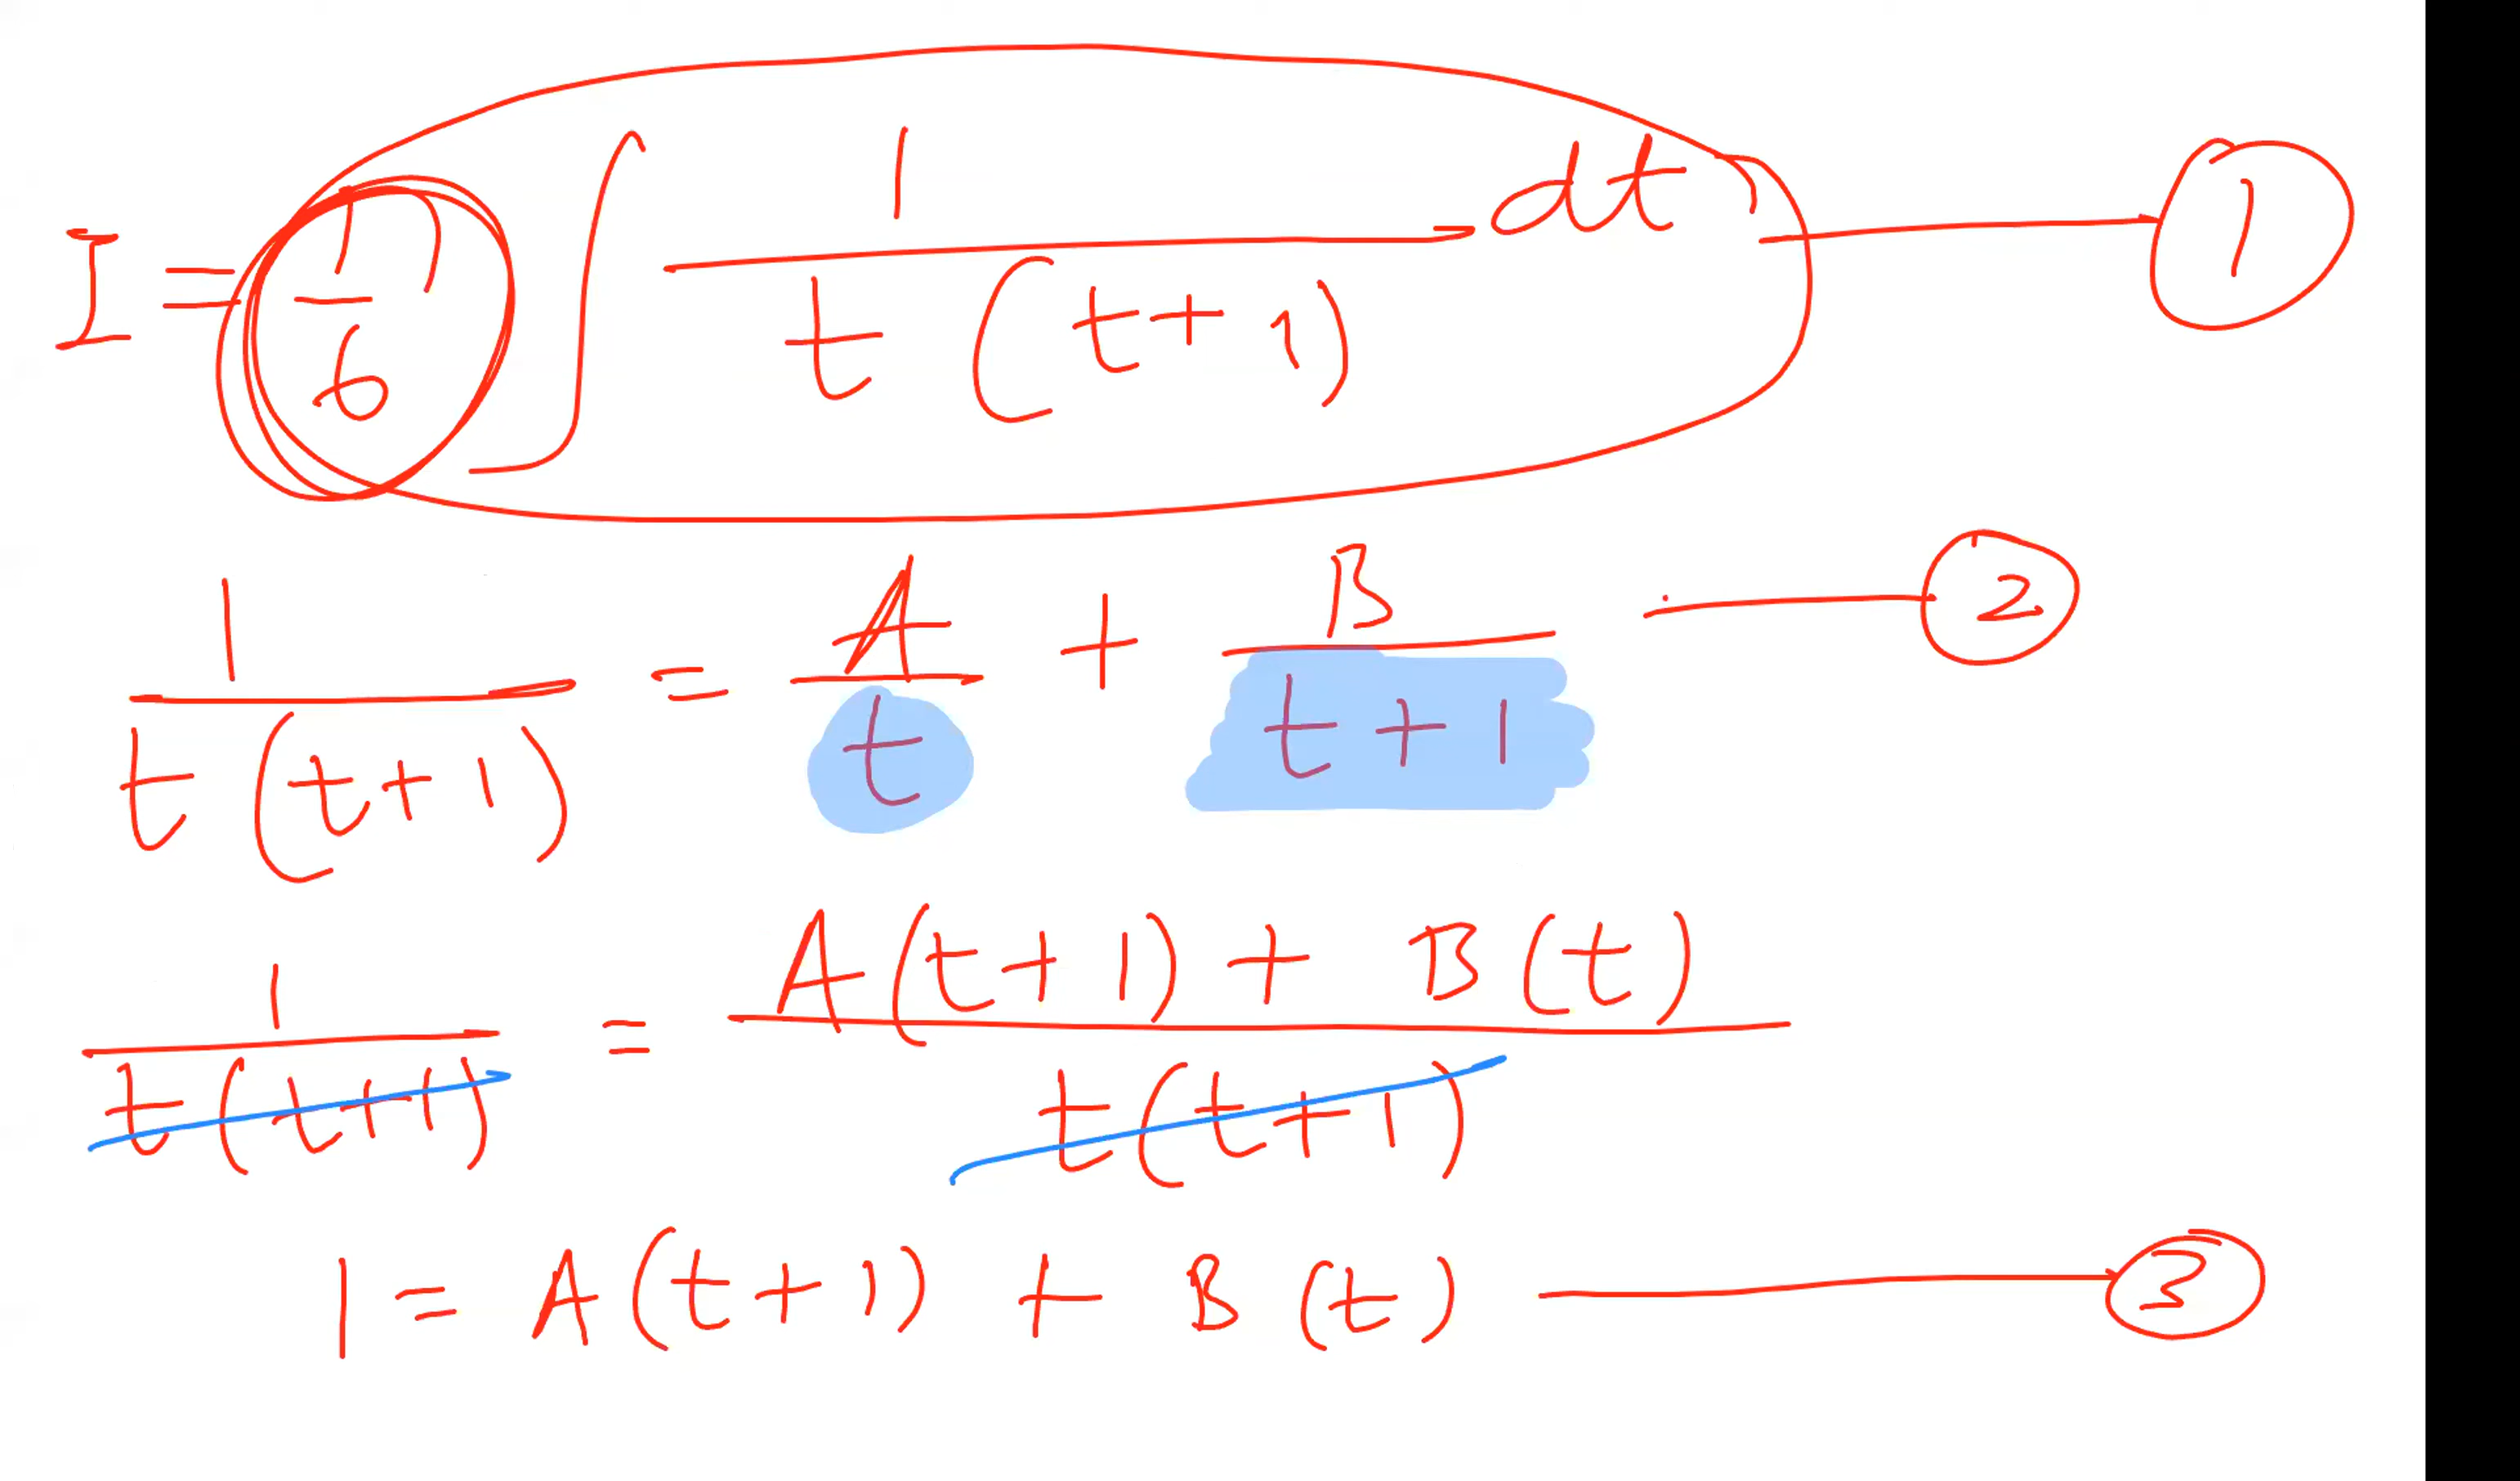 I = 1/6 ∫ 1/(t(t+1)) dt —— 1
1/(t(t+1)) = A/t + B/(t+1) —— 2
1/(t(t+1)) = (A(t+1) + B(t))/(t(t+1))
1 = A(t+1) + B(t) —— 3